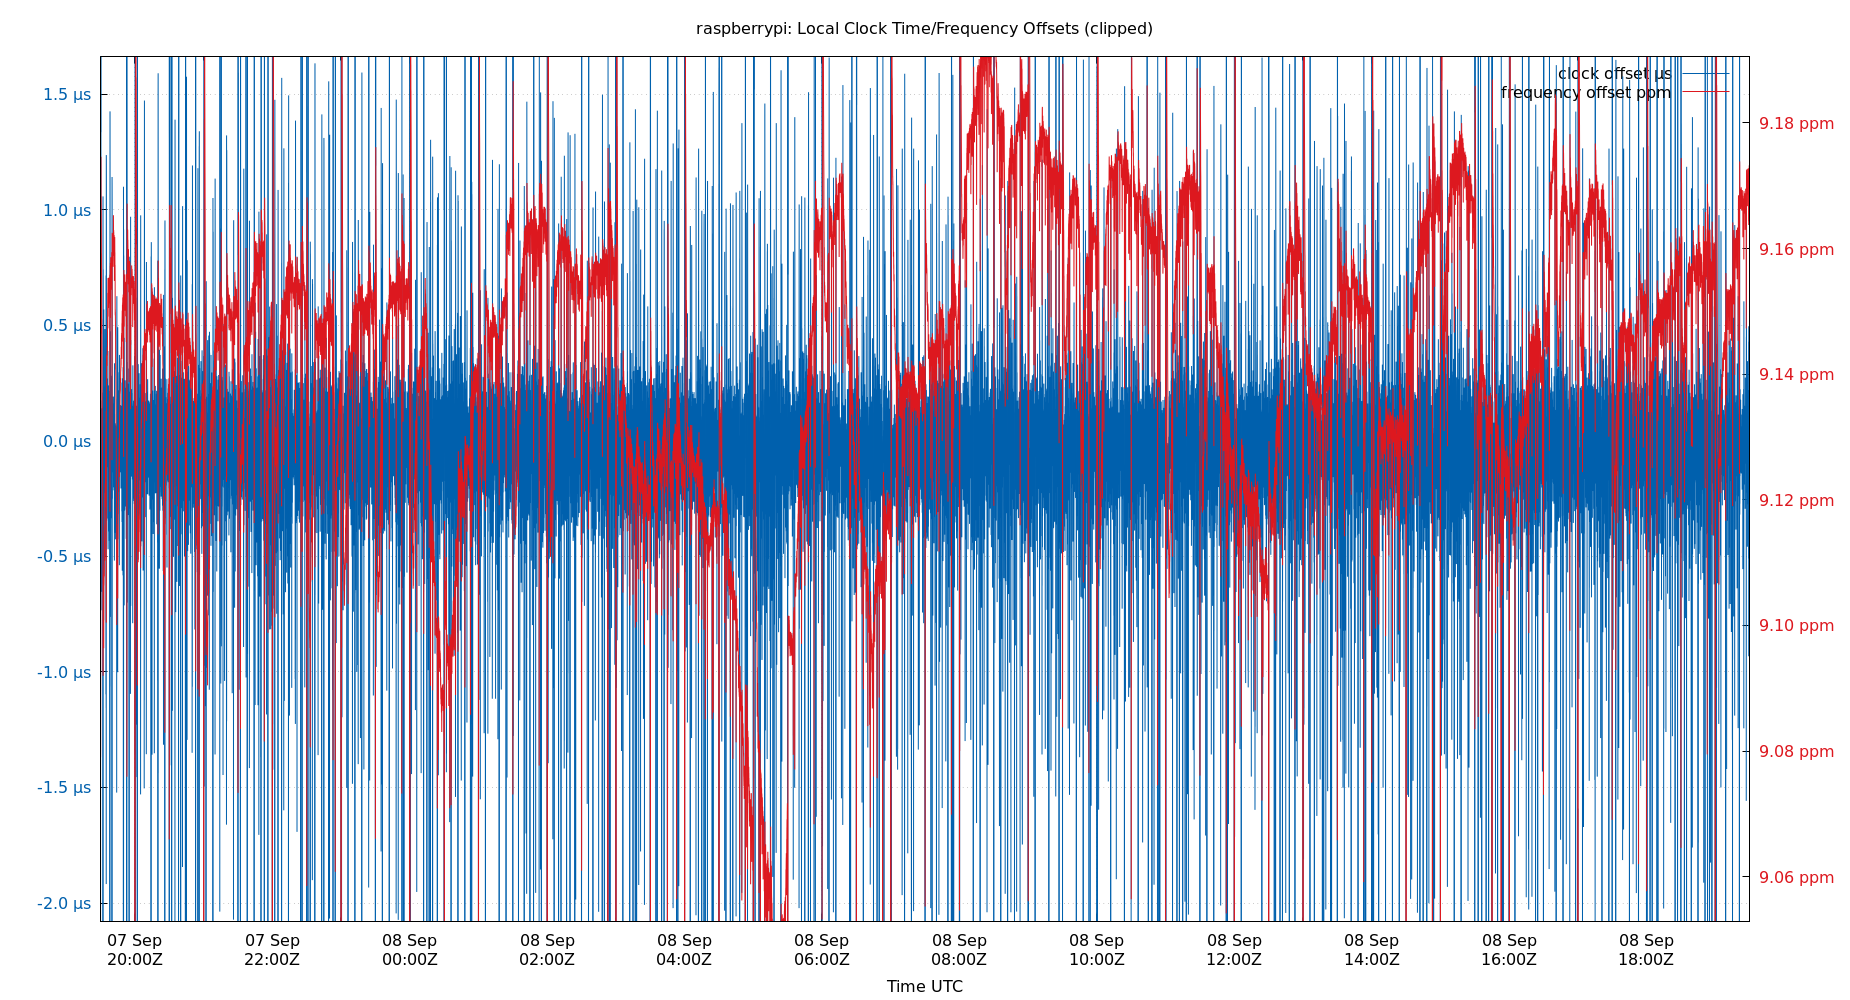 raspberrypi: Local Clock Time/Frequency Offsets (clipped)
clock offset µs
frequency offset ppm
1.5 µs
1.0 µs
0.5 µs
0.0 µs
-0.5 µs
-1.0 µs
-1.5 µs
-2.0 µs
9.18 ppm
9.16 ppm
9.14 ppm
9.12 ppm
9.10 ppm
9.08 ppm
9.06 ppm
07 Sep 07 Sep 08 Sep 08 Sep 08 Sep 08 Sep 08 Sep 08 Sep 08 Sep 08 Sep 08 Sep 08 Sep
20:00Z 22:00Z 00:00Z 02:00Z 04:00Z 06:00Z 08:00Z 10:00Z 12:00Z 14:00Z 16:00Z 18:00Z
Time UTC